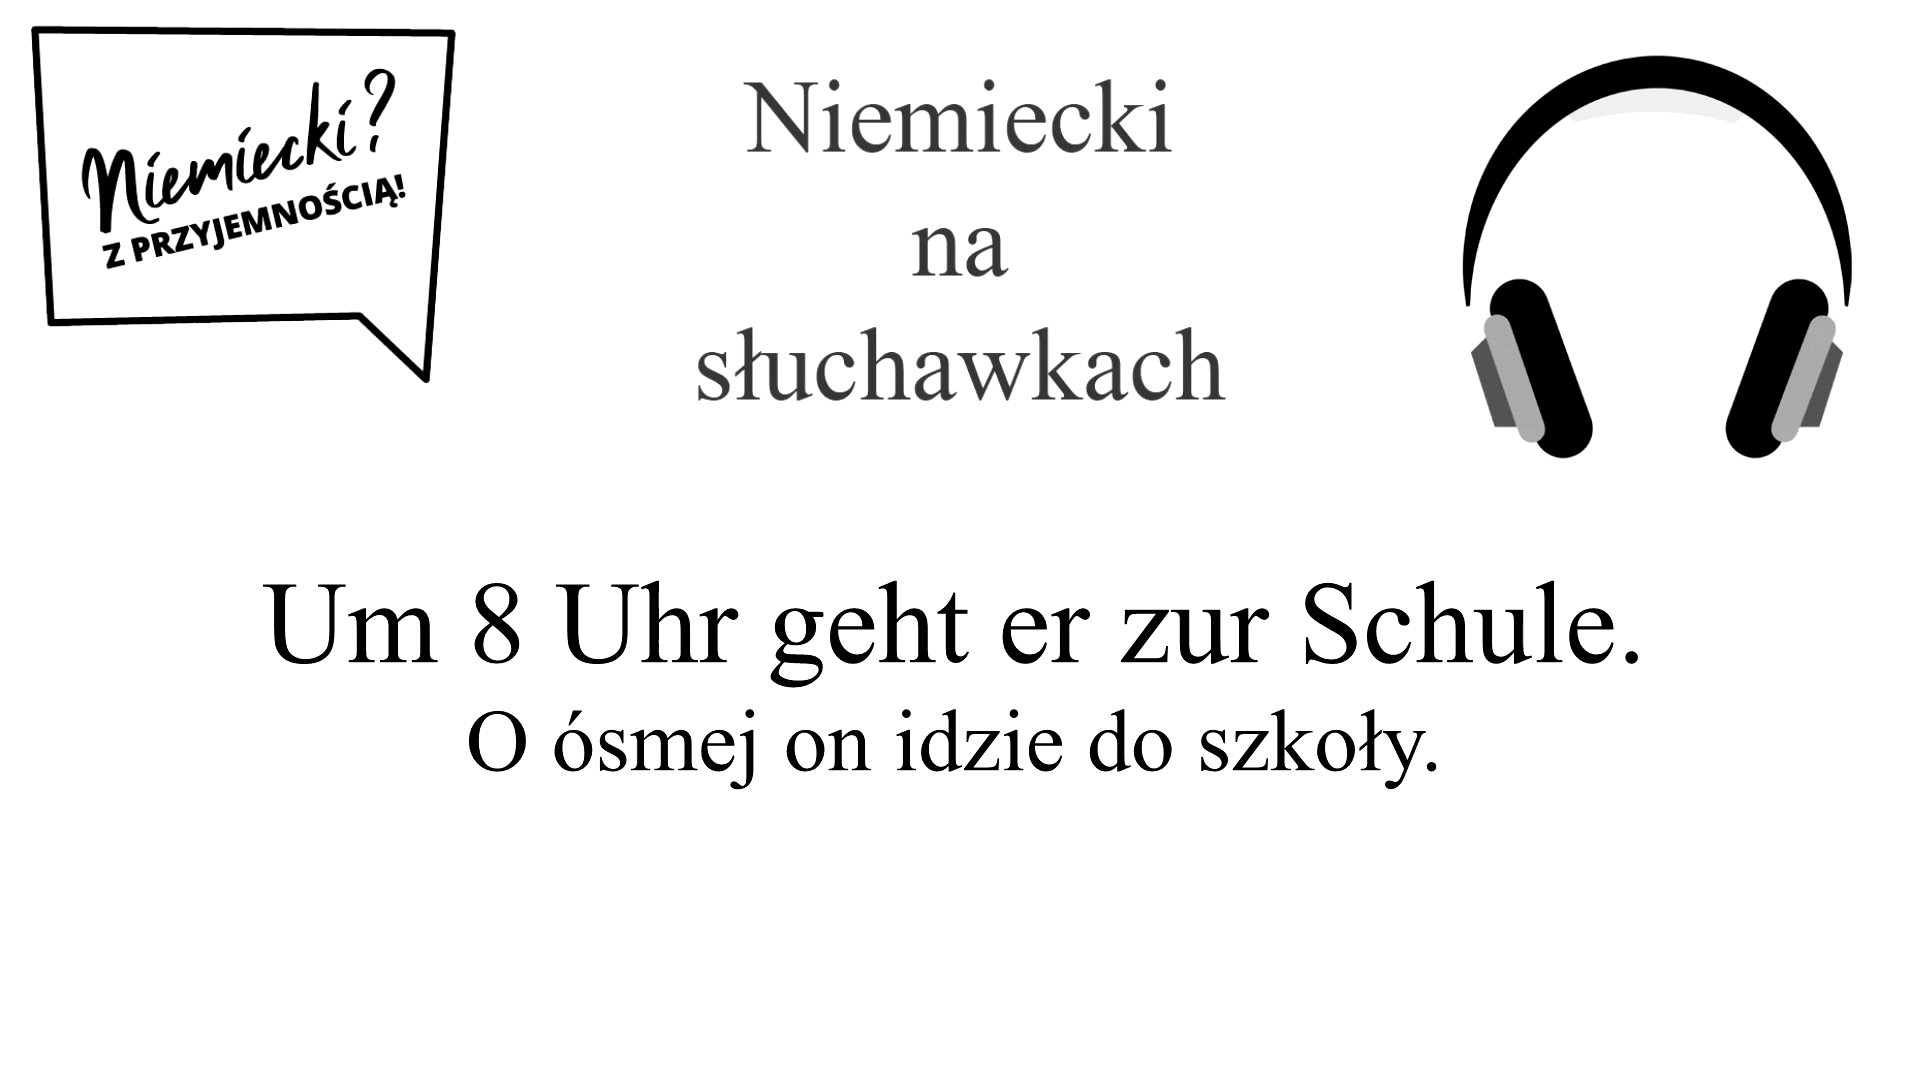 Niemiecki?
Z PRZYJEMNOŚCIĄ!
Niemiecki
na
słuchawkach
Um 8 Uhr geht er zur Schule.
O ósmej on idzie do szkoły.